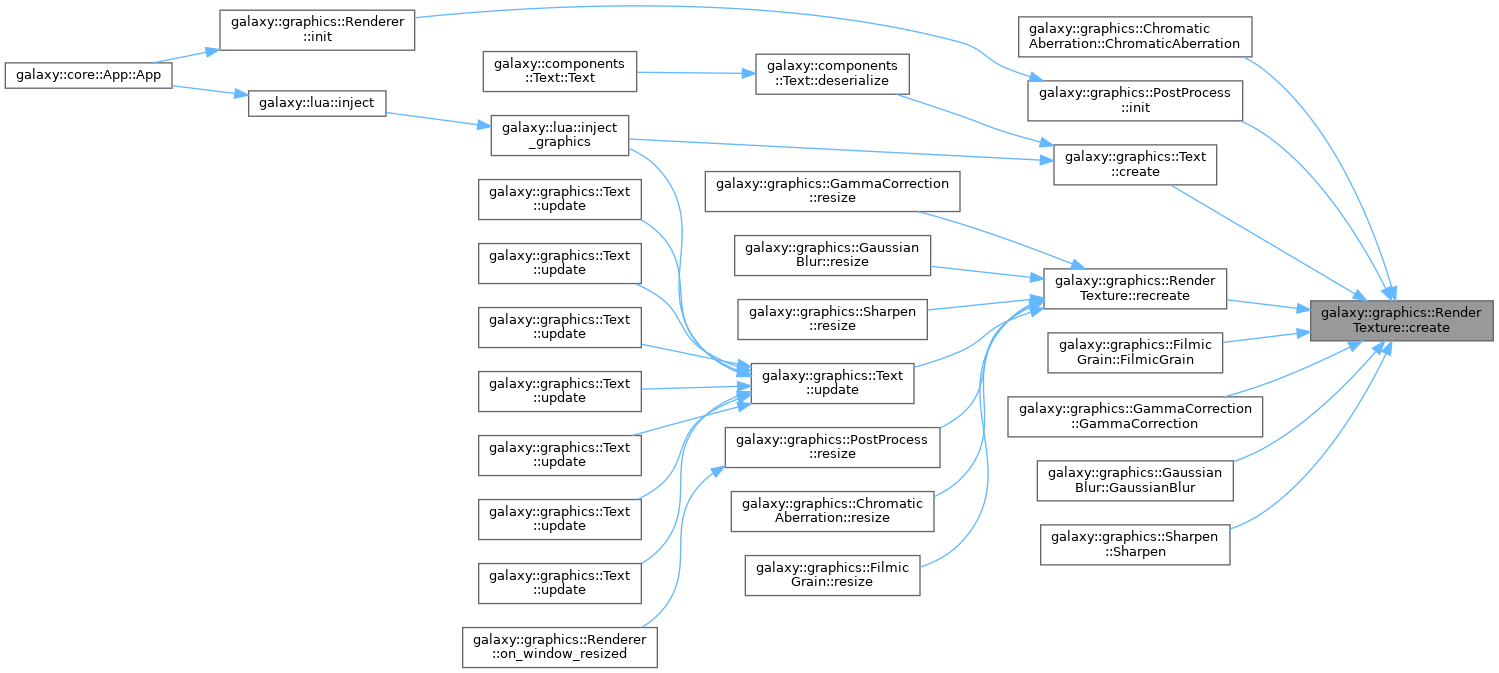 galaxy::core::App::App
galaxy::graphics::Renderer
::init
galaxy::lua::inject
galaxy::components
::Text::Text
galaxy::lua::inject
_graphics
galaxy::graphics::Text
::update
galaxy::graphics::Text
::update
galaxy::graphics::Text
::update
galaxy::graphics::Text
::update
galaxy::graphics::Text
::update
galaxy::graphics::Text
::update
galaxy::graphics::Text
::update
galaxy::graphics::Renderer
::on_window_resized
galaxy::components
::Text::deserialize
galaxy::graphics::GammaCorrection
::resize
galaxy::graphics::Gaussian
Blur::resize
galaxy::graphics::Sharpen
::resize
galaxy::graphics::Text
::update
galaxy::graphics::PostProcess
::resize
galaxy::graphics::Chromatic
Aberration::resize
galaxy::graphics::Filmic
Grain::resize
galaxy::graphics::Chromatic
Aberration::ChromaticAberration
galaxy::graphics::PostProcess
::init
galaxy::graphics::Text
::create
galaxy::graphics::Render
Texture::recreate
galaxy::graphics::Filmic
Grain::FilmicGrain
galaxy::graphics::GammaCorrection
::GammaCorrection
galaxy::graphics::Gaussian
Blur::GaussianBlur
galaxy::graphics::Sharpen
::Sharpen
galaxy::graphics::Render
Texture::create